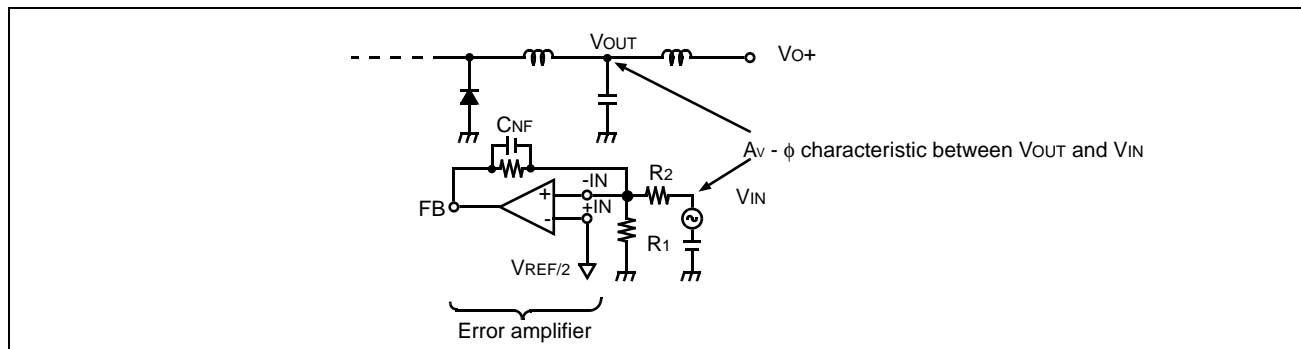 VOUT
VO+
CNF
AV - ϕ characteristic between VOUT and VIN
-IN
R2
+
FB
+IN
VIN
-
R1
VREF/2
Error amplifier